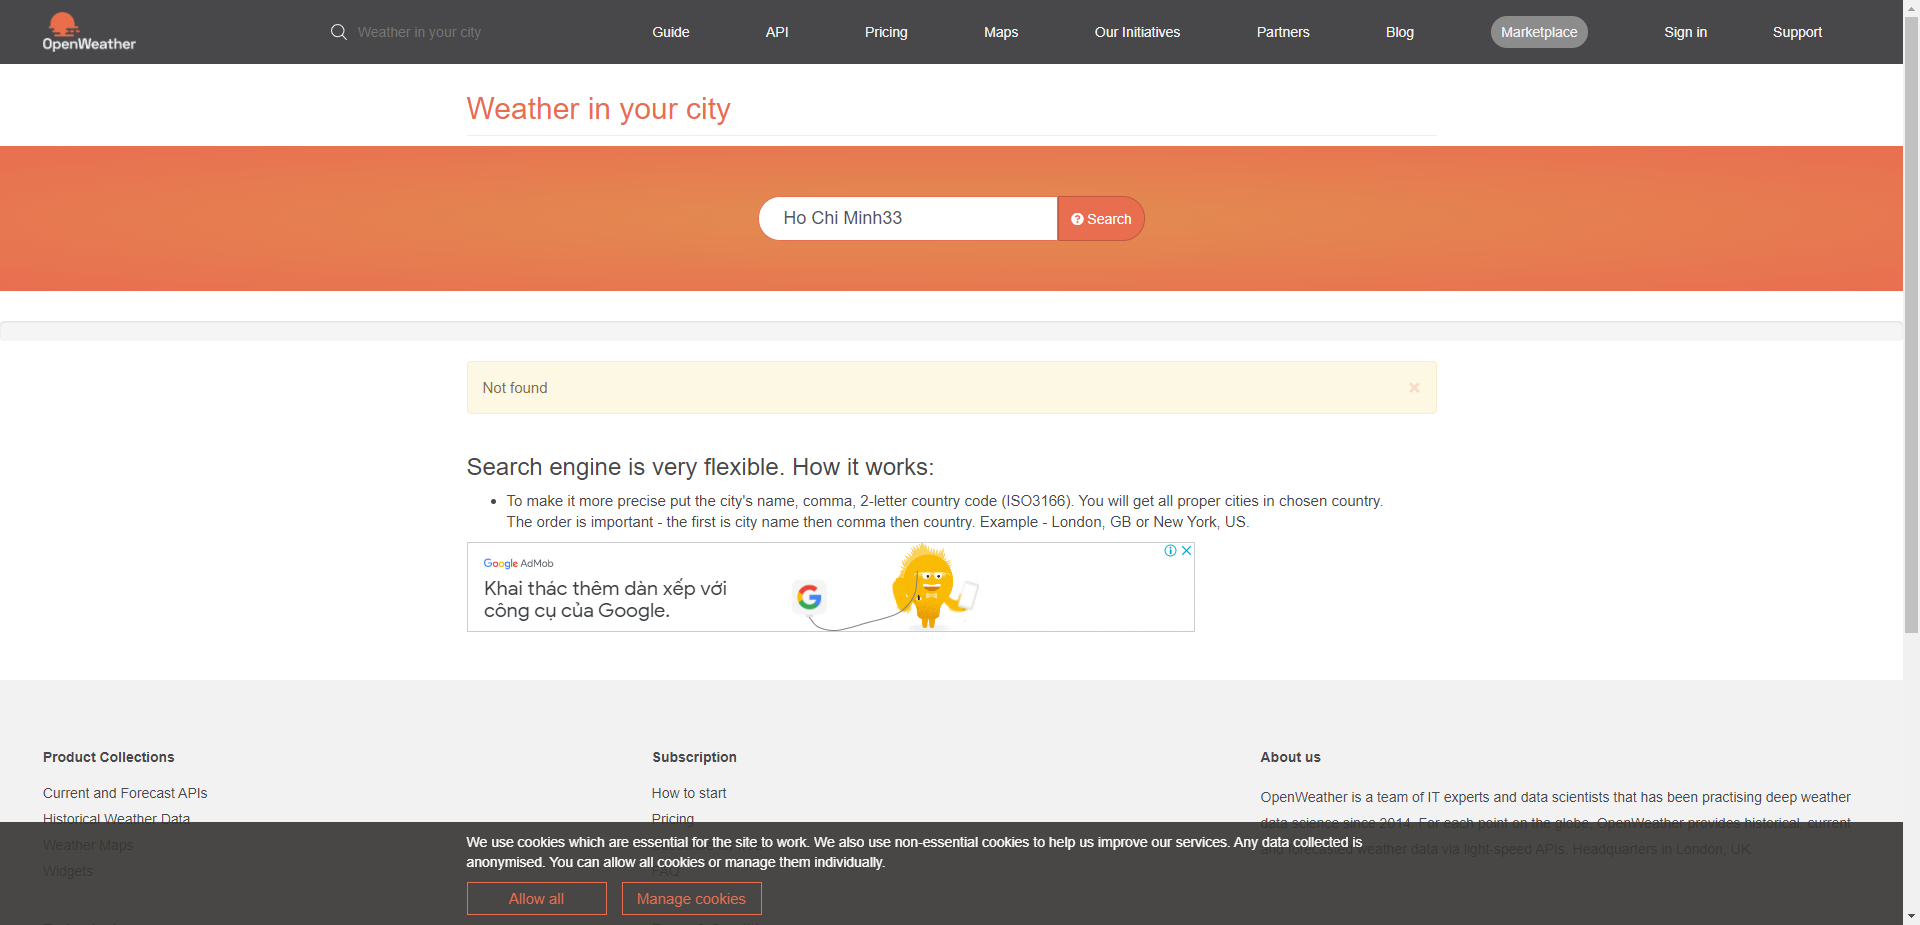 OpenWeather
Weather in your city
Guide
API
Pricing
Maps
Our Initiatives
Partners
Blog
Marketplace
Sign in
Support
Weather in your city
Ho Chi Minh33
Search
Not found
×
Search engine is very flexible. How it works:
• To make it more precise put the city's name, comma, 2-letter country code (ISO3166). You will get all proper cities in chosen country.
The order is important - the first is city name then comma then country. Example - London, GB or New York, US.
Google AdMob
Khai thác thêm dàn xếp với
công cụ của Google.
Product Collections
Current and Forecast APIs
Historical Weather Data
Weather Maps
Widgets
Subscription
How to start
Pricing
FAQ
About us
OpenWeather is a team of IT experts and data scientists that has been practising deep weather
data science since 2014. For each point on the globe, OpenWeather provides historical, current
and forecasted weather data via light-speed APIs. Headquarters in London, UK.
We use cookies which are essential for the site to work. We also use non-essential cookies to help us improve our services. Any data collected is
anonymised. You can allow all cookies or manage them individually.
Allow all
Manage cookies